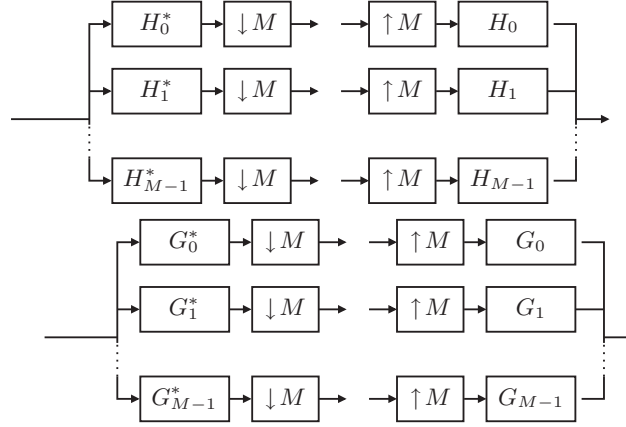 H_0^* ↓M ↑M H_0
H_1^* ↓M ↑M H_1
H_{M−1}^* ↓M ↑M H_{M−1}
G_0^* ↓M ↑M G_0
G_1^* ↓M ↑M G_1
G_{M−1}^* ↓M ↑M G_{M−1}